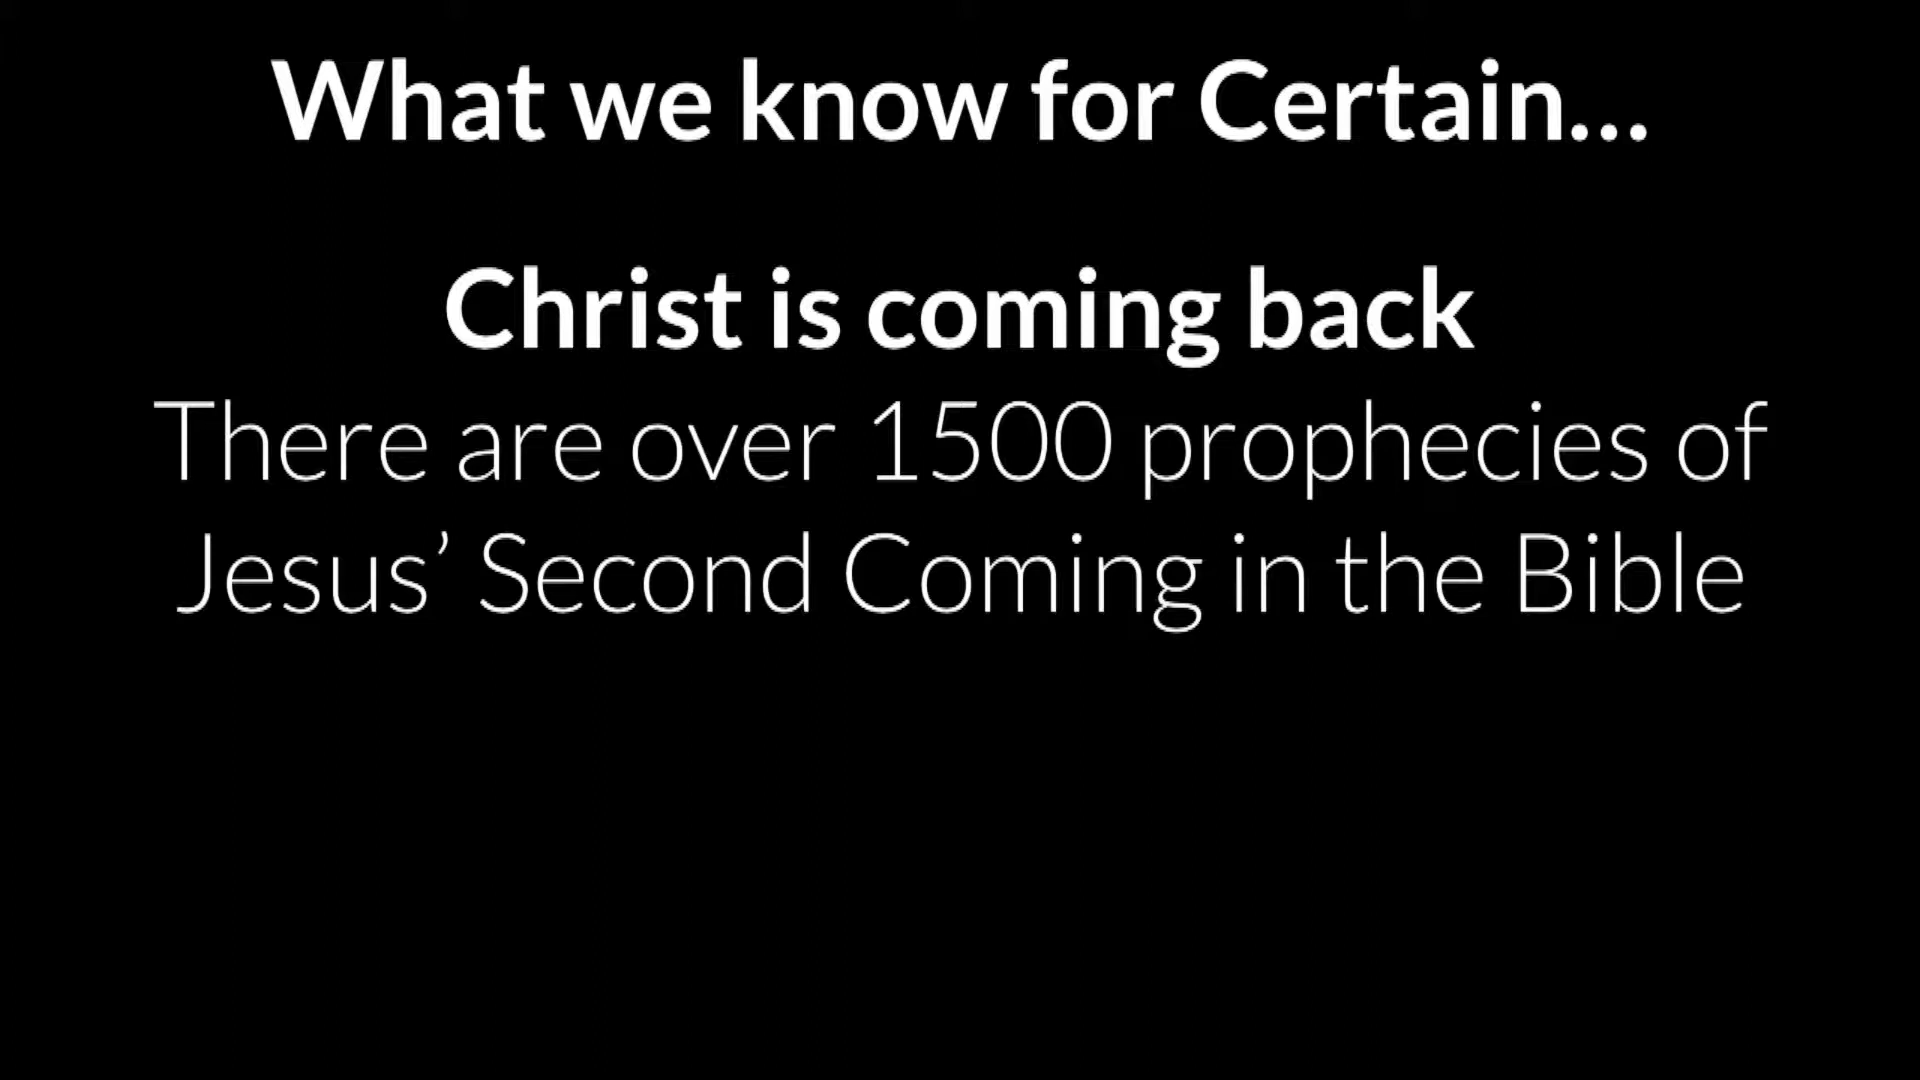 What we know for Certain...
Christ is coming back
There are over 1500 prophecies of
Jesus’ Second Coming in the Bible